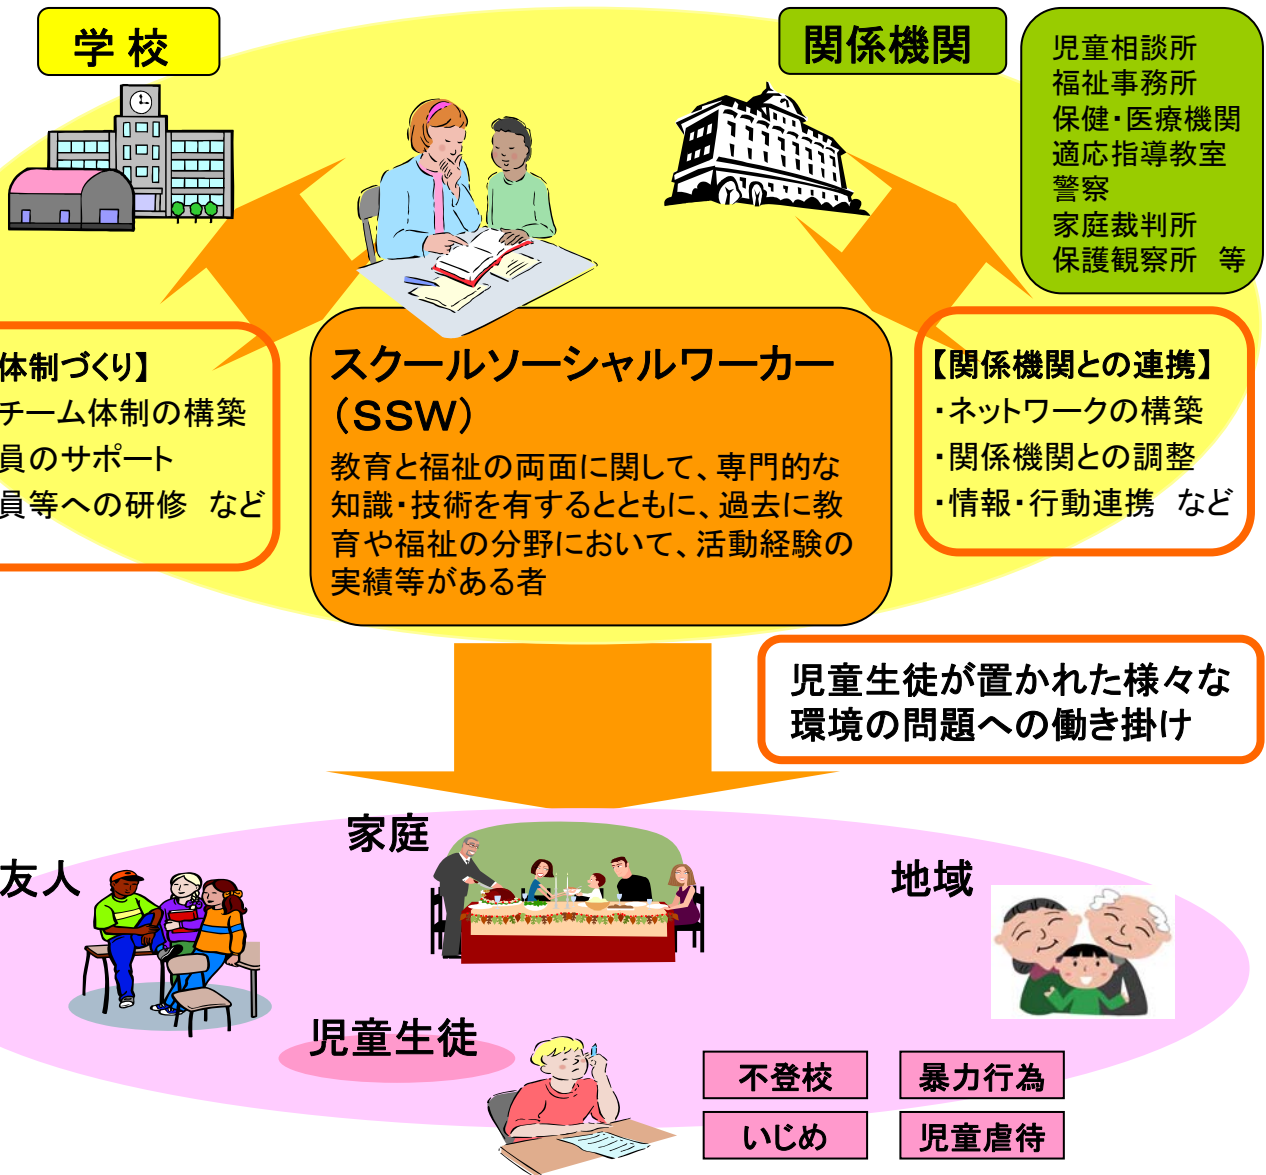 学 校
関係機関
児童相談所
福祉事務所
保健・医療機関
適応指導教室
警察
家庭裁判所
保護観察所　等
体制づくり】
チーム体制の構築
員のサポート
員等への研修　など
スクールソーシャルワーカー
（SSW）
教育と福祉の両面に関して、専門的な
知識・技術を有するとともに、過去に教
育や福祉の分野において、活動経験の
実績等がある者
【関係機関との連携】
・ネットワークの構築
・関係機関との調整
・情報・行動連携　など
児童生徒が置かれた様々な
環境の問題への働き掛け
家庭
友人
地域
児童生徒
不登校
暴力行為
いじめ
児童虐待